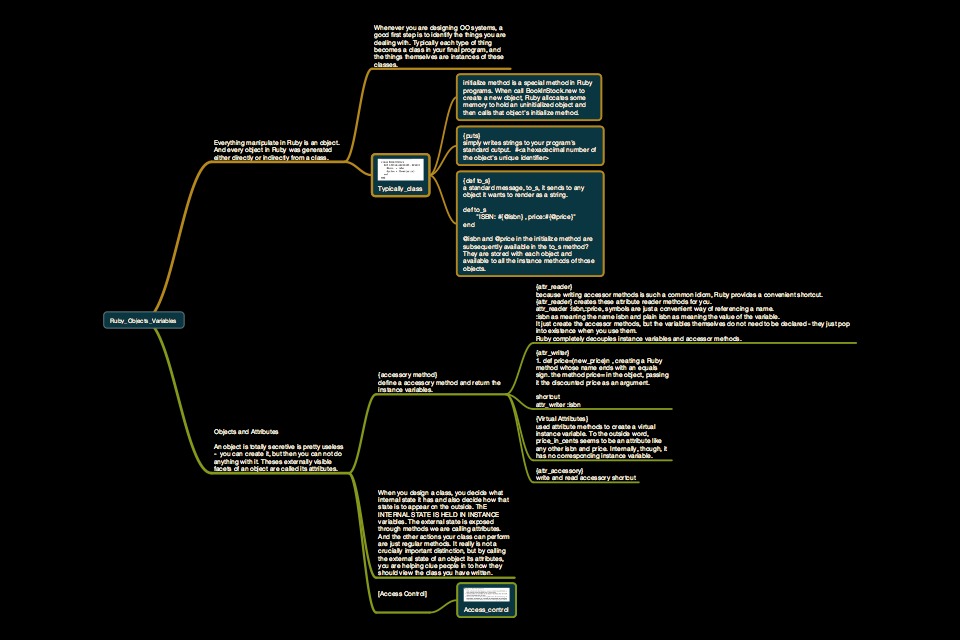 Ruby_Objects_Variables
Everything manipulate in Ruby is an object.
And every object in Ruby was generated
either directly or indirectly from a class.
Whenever you are designing OO systems, a
good first step is to identify the things you are
dealing with. Typically each type of thing
becomes a class in your final program, and
the things themselves are instances of these
classes.
Typically_class
initialize method is a special method in Ruby
programs. When call BookInStock.new to
create a new object, Ruby allocates some
memory to hold an uninitialized object and
then calls that object's initialize method.
{puts}
simply writes strings to your program's
standard output. #<a hexadecimal number of
the object's unique identifier>
{def to_s}
a standard message, to_s, it sends to any
object it wants to render as a string.
def to_s
"ISBN: #{@isbn} , price:#{@price}"
end
@isbn and @price in the initialize method are
subsequently available in the to_s method?
They are stored with each object and
available to all the instance methods of those
objects.
Objects and Attributes
An object is totally secretive is pretty useless
- you can create it, but then you can not do
anything with it. Theses externally visible
facets of an object are called its attributes.
{accessory method}
define a accessory method and return the
instance variables.
{attr_reader}
because writing accessor methods is such a common idiom, Ruby provides a convenient shortcut.
{attr_reader} creates these attribute reader methods for you.
attr_reader :isbn,:price, symbols are just a convenient way of referencing a name.
:isbn as meaning the name isbn and plain isbn as meaning the value of the variable.
It just create the accessor methods, but the variables themselves do not need to be declared - they just pop
into existence when you use them.
Ruby completely decouples instance variables and accessor methods.
{attr_writer}
1. def price=(new_price)n , creating a Ruby
method whose name ends with an equals
sign. the method price= in the object, passing
it the discounted price as an argument.
shortcut
attr_writer :isbn
{Virtual Attributes}
used attribute methods to create a virtual
instance variable. To the outside word,
price_in_cents seems to be an attribute like
any other isbn and price. Internally, though, it
has no corresponding instance variable.
{attr_accessory}
write and read accessory shortcut
When you design a class, you decide what
internal state it has and also decide how that
state is to appear on the outside. ThE
INTERNAL STATE IS HELD IN INSTANCE
variables. The external state is exposed
through methods we are calling attributes.
And the other actions your class can perform
are just regular methods. It really is not a
crucially important distinction, but by calling
the external state of an object its attributes,
you are helping clue people in to how they
should view the class you have written.
[Access Control]
Access_control